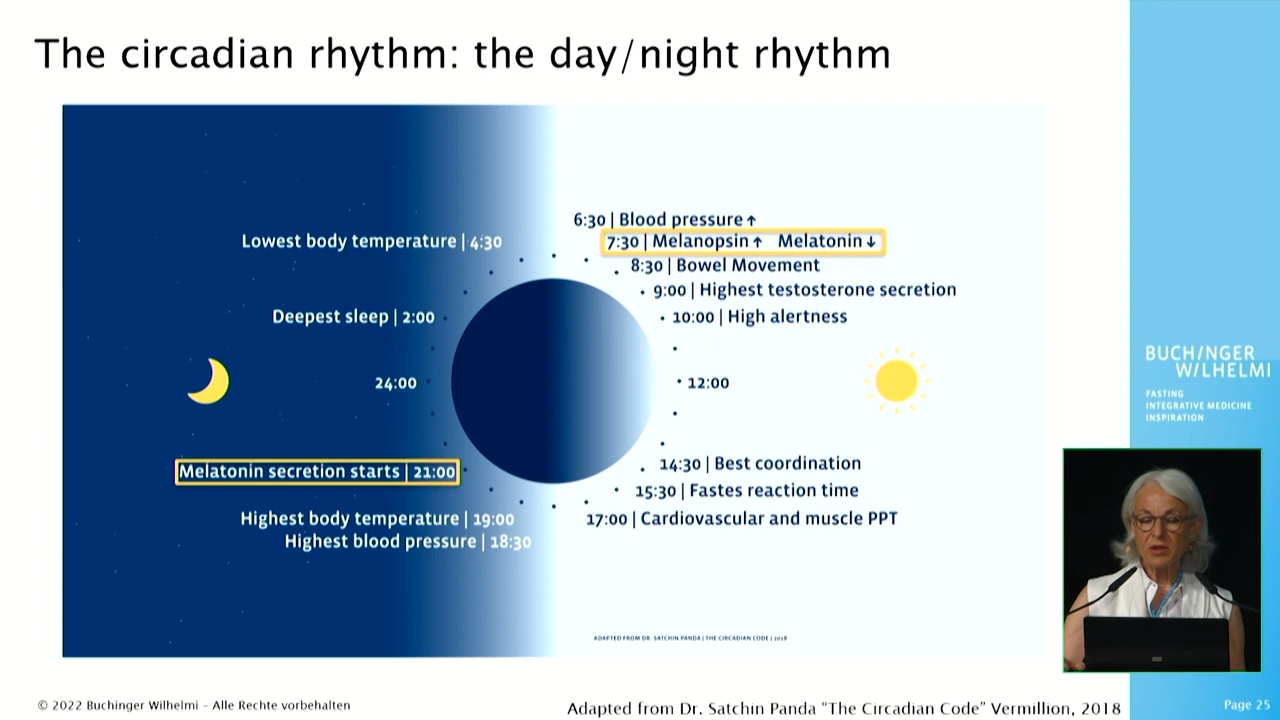 The circadian rhythm: the day/night rhythm
6:30 | Blood pressure ↑
Lowest body temperature | 4:30
7:30 | Melanopsin ↑ Melatonin ↓
8:30 | Bowel Movement
9:00 | Highest testosterone secretion
Deepest sleep | 2:00
10:00 | High alertness
24:00
12:00
Melatonin secretion starts | 21:00
14:30 | Best coordination
15:30 | Fastes reaction time
Highest body temperature | 19:00
17:00 | Cardiovascular and muscle PPT
Highest blood pressure | 18:30
ADAPTED FROM DR. SATCHIN PANDA | THE CIRCADIAN CODE | 2018
BUCHINGER
WILHELMI
FASTING
INTEGRATIVE MEDICINE
INSPIRATION
© 2022 Buchinger Wilhelmi – Alle Rechte vorbehalten
Adapted from Dr. Satchin Panda “The Circadian Code” Vermillion, 2018
Page 25